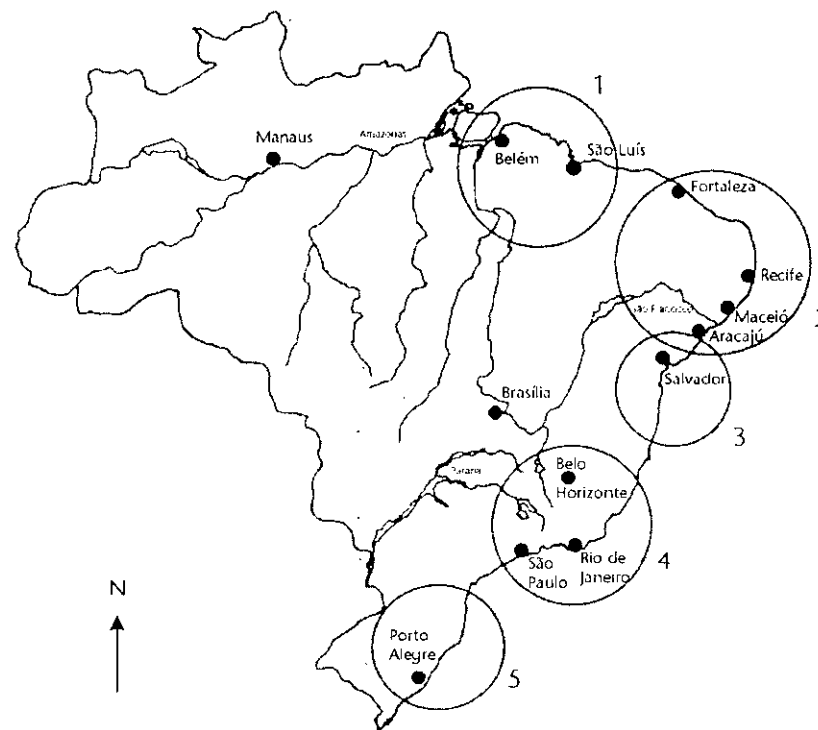 1
Manaus
Amazonas
Belém
São-Luís
Fortaleza
Recife
São Francisco
Maceió
2
Aracajú
Salvador
Brasília
3
Belo
Horizonte
Paraná
4
São
Paulo
Rio de
Janeiro
N
Porto
Alegre
5